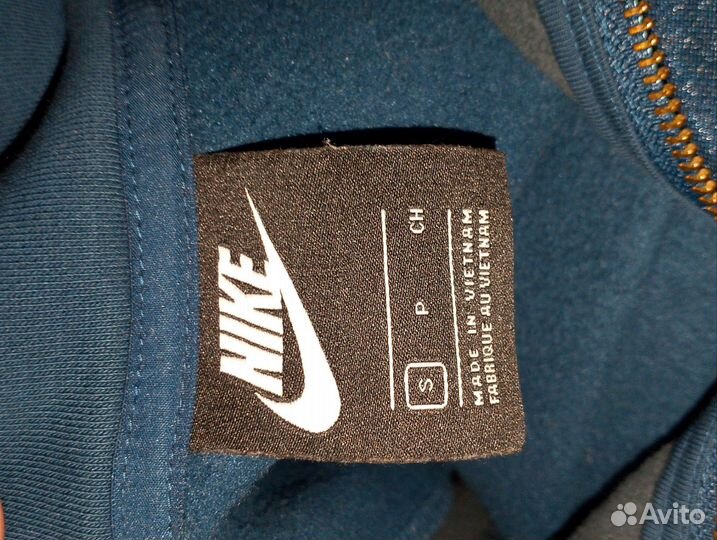 NIKE
S P CH
MADE IN VIETNAM
FABRIQUE AU VIETNAM
Avito